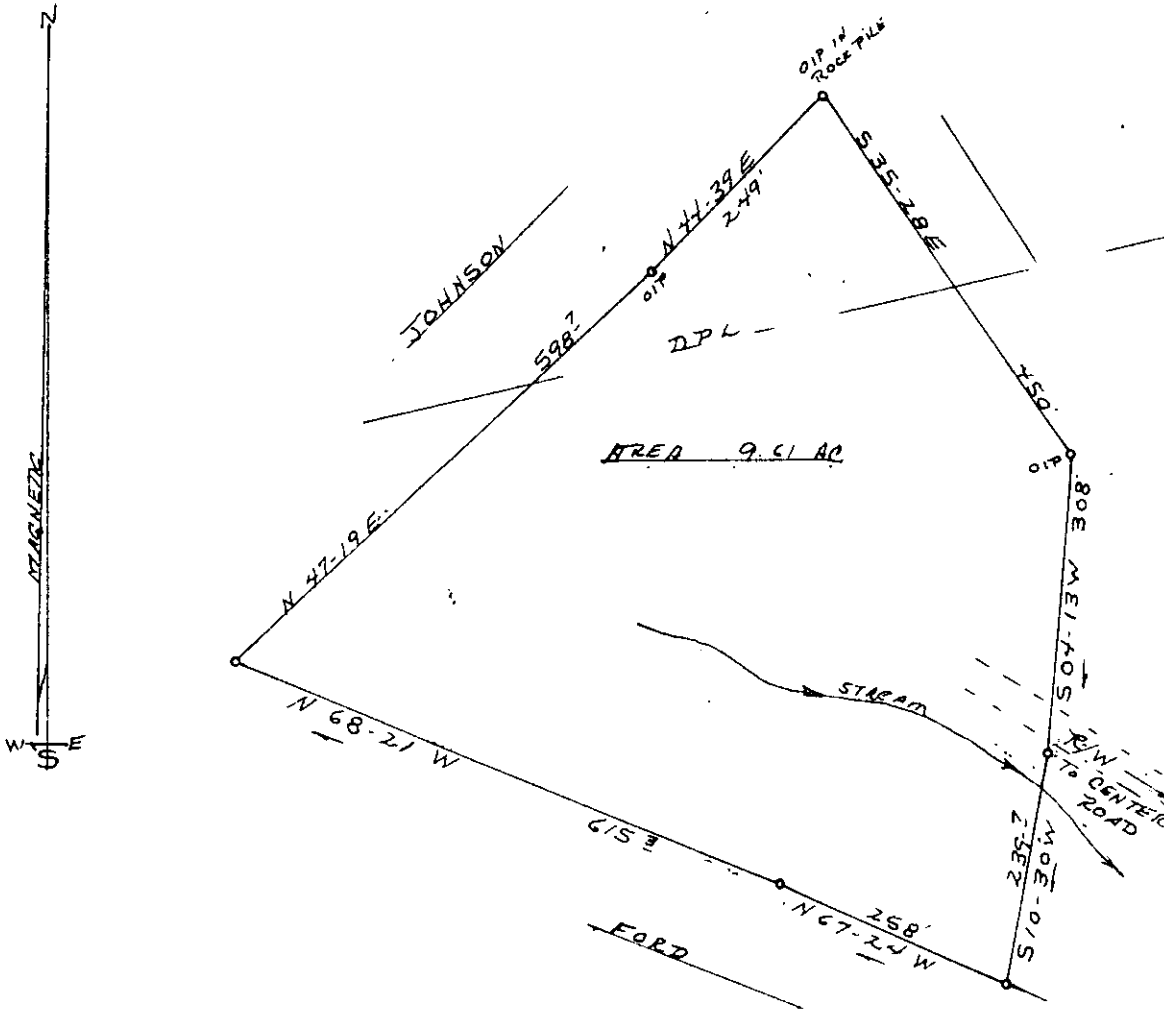 N
MAGNETIC
W E
S
OIP IN
ROCK PILE
N 44-39 E
249'
OIP
JOHNSON
598.7
N 47-19 E
S 35-28 E
450'
OIP
DPL
AREA 9.61 AC
308
S 04-13 W
STREAM
R/W
TO CENTER
ROAD
239.7
S 10-30 W
N 68-21 W
615.3
258'
N 67-24 W
FORD